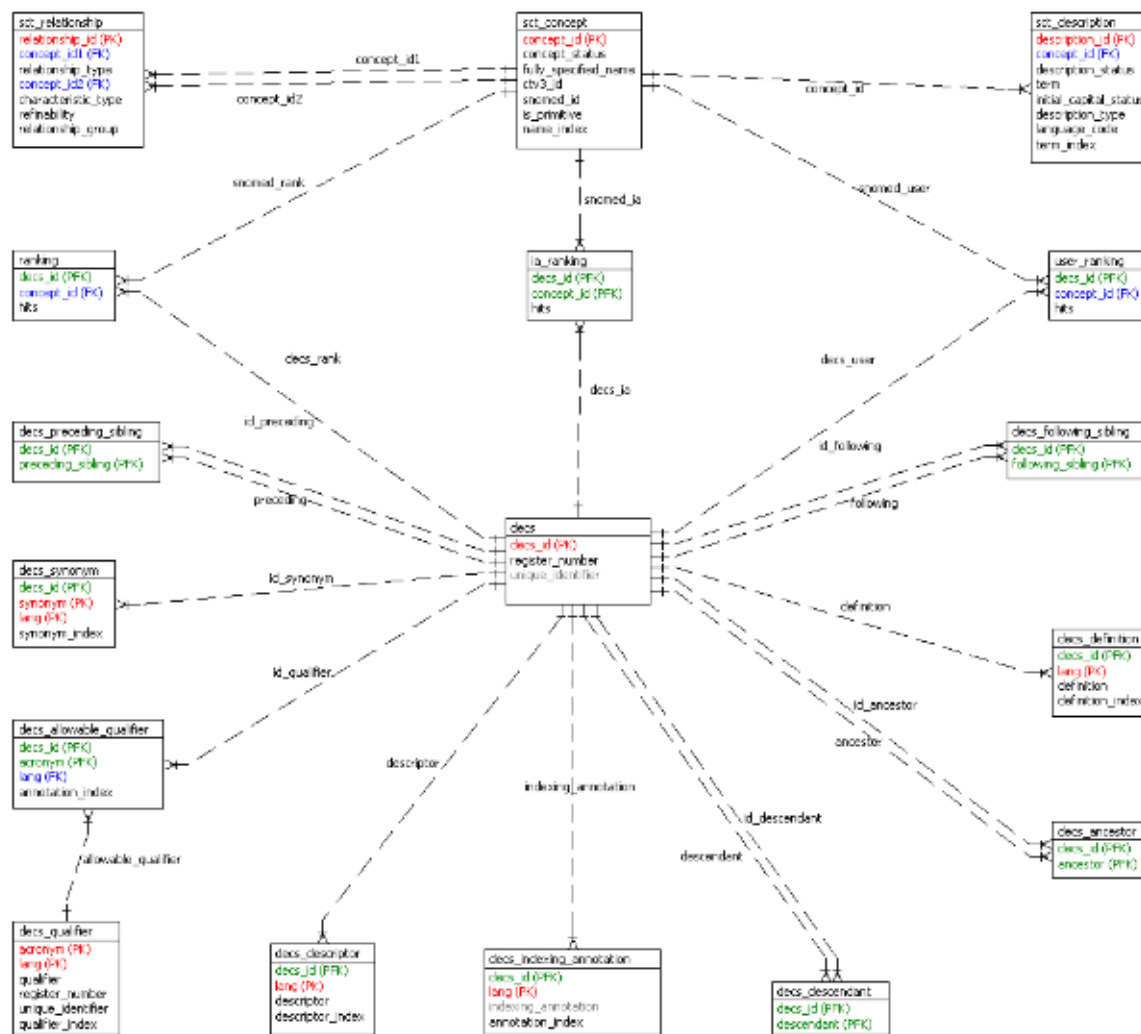 sct_relationship
relationship_id (PK)
concept_id1 (FK)
relationship_type
concept_id2 (FK)
characteristic_type
refinability
relationship_group
concept_id1
concept_id2
sct_concept
concept_id (PK)
concept_status
fully_specified_name
ctv3_id
snomed_id
is_primitive
name_index
concept_id
sct_description
description_id (PK)
concept_id (FK)
description_status
term
initial_capital_status
description_type
language_code
term_index
snomed_rank
snomed_ia
snomed_user
ranking
decs_id (PFK)
concept_id (FK)
hits
ia_ranking
decs_id (PFK)
concept_id (PFK)
hits
user_ranking
decs_id (PFK)
concept_id (FK)
hits
decs_rank
decs_ia
decs_user
id_preceding
id_following
decs_preceding_sibling
decs_id (PFK)
preceding_sibling (PFK)
preceding
decs_following_sibling
decs_id (PFK)
following_sibling (PFK)
following
decs
decs_id (PK)
register_number
unique_identifier
decs_synonym
decs_id (PFK)
synonym (PK)
lang (PK)
synonym_index
id_synonym
definition
decs_definition
decs_id (PFK)
lang (PK)
definition
definition_index
id_qualifier
id_ancestor
ancestor
decs_allowable_qualifier
decs_id (PFK)
acronym (PFK)
lang (FK)
annotation_index
descriptor
indexing_annotation
id_descendant
descendant
decs_ancestor
decs_id (PFK)
ancestor (PFK)
allowable_qualifier
decs_qualifier
acronym (PK)
lang (PK)
qualifier
register_number
unique_identifier
qualifier_index
decs_descriptor
decs_id (PFK)
lang (PK)
descriptor
descriptor_index
decs_indexing_annotation
decs_id (PFK)
lang (PK)
indexing_annotation
annotation_index
decs_descendant
decs_id (PFK)
descendant (PFK)